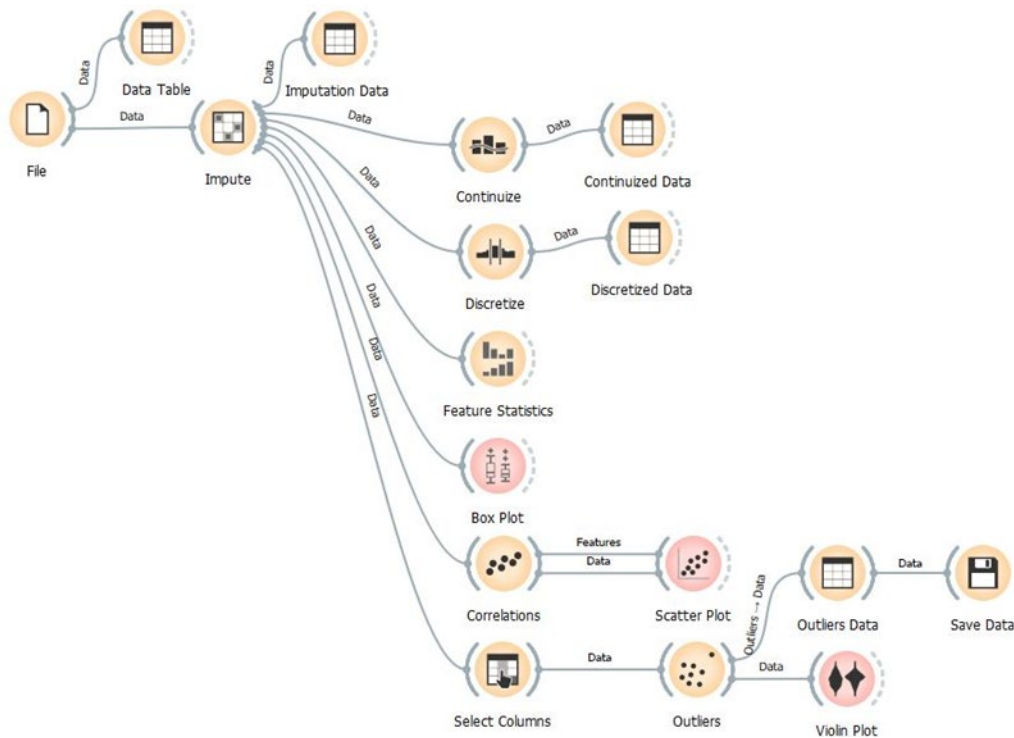 Data
Data Table
Data
Imputation Data
File
Data
Impute
Data
Continuize
Data
Continuized Data
Data
Discretize
Data
Discretized Data
Data
Feature Statistics
Data
Box Plot
Data
Correlations
Features
Data
Scatter Plot
Outliers → Data
Outliers Data
Data
Save Data
Select Columns
Data
Outliers
Data
Violin Plot